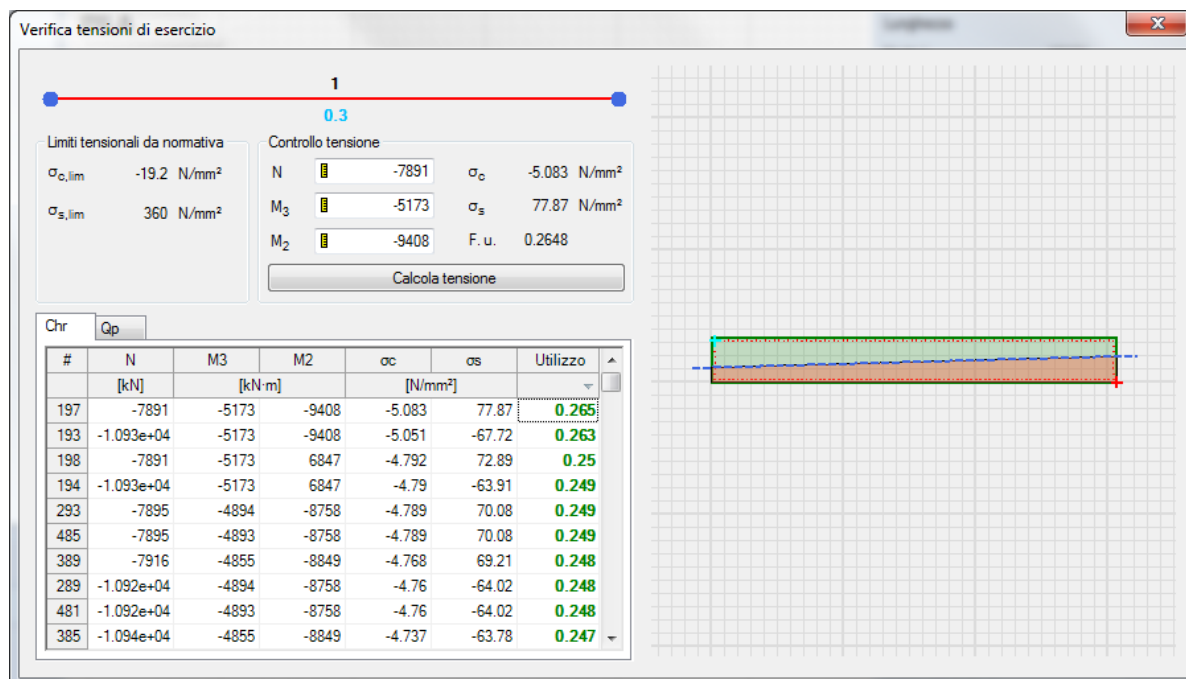 Verifica tensioni di esercizio
1
0.3
Limiti tensionali da normativa
σc,lim -19.2 N/mm²
σs,lim 360 N/mm²
Controllo tensione
N -7891 σc -5.083 N/mm²
M3 -5173 σs 77.87 N/mm²
M2 -9408 F. u. 0.2648
Calcola tensione
Chr Qp
# N M3 M2 σc σs Utilizzo
[kN] [kN·m] [N/mm²]
197 -7891 -5173 -9408 -5.083 77.87 0.265
193 -1.093e+04 -5173 -9408 -5.051 -67.72 0.263
198 -7891 -5173 6847 -4.792 72.89 0.25
194 -1.093e+04 -5173 6847 -4.79 -63.91 0.249
293 -7895 -4894 -8758 -4.789 70.08 0.249
485 -7895 -4893 -8758 -4.789 70.08 0.249
389 -7916 -4855 -8849 -4.768 69.21 0.248
289 -1.092e+04 -4894 -8758 -4.76 -64.02 0.248
481 -1.092e+04 -4893 -8758 -4.76 -64.02 0.248
385 -1.094e+04 -4855 -8849 -4.737 -63.78 0.247